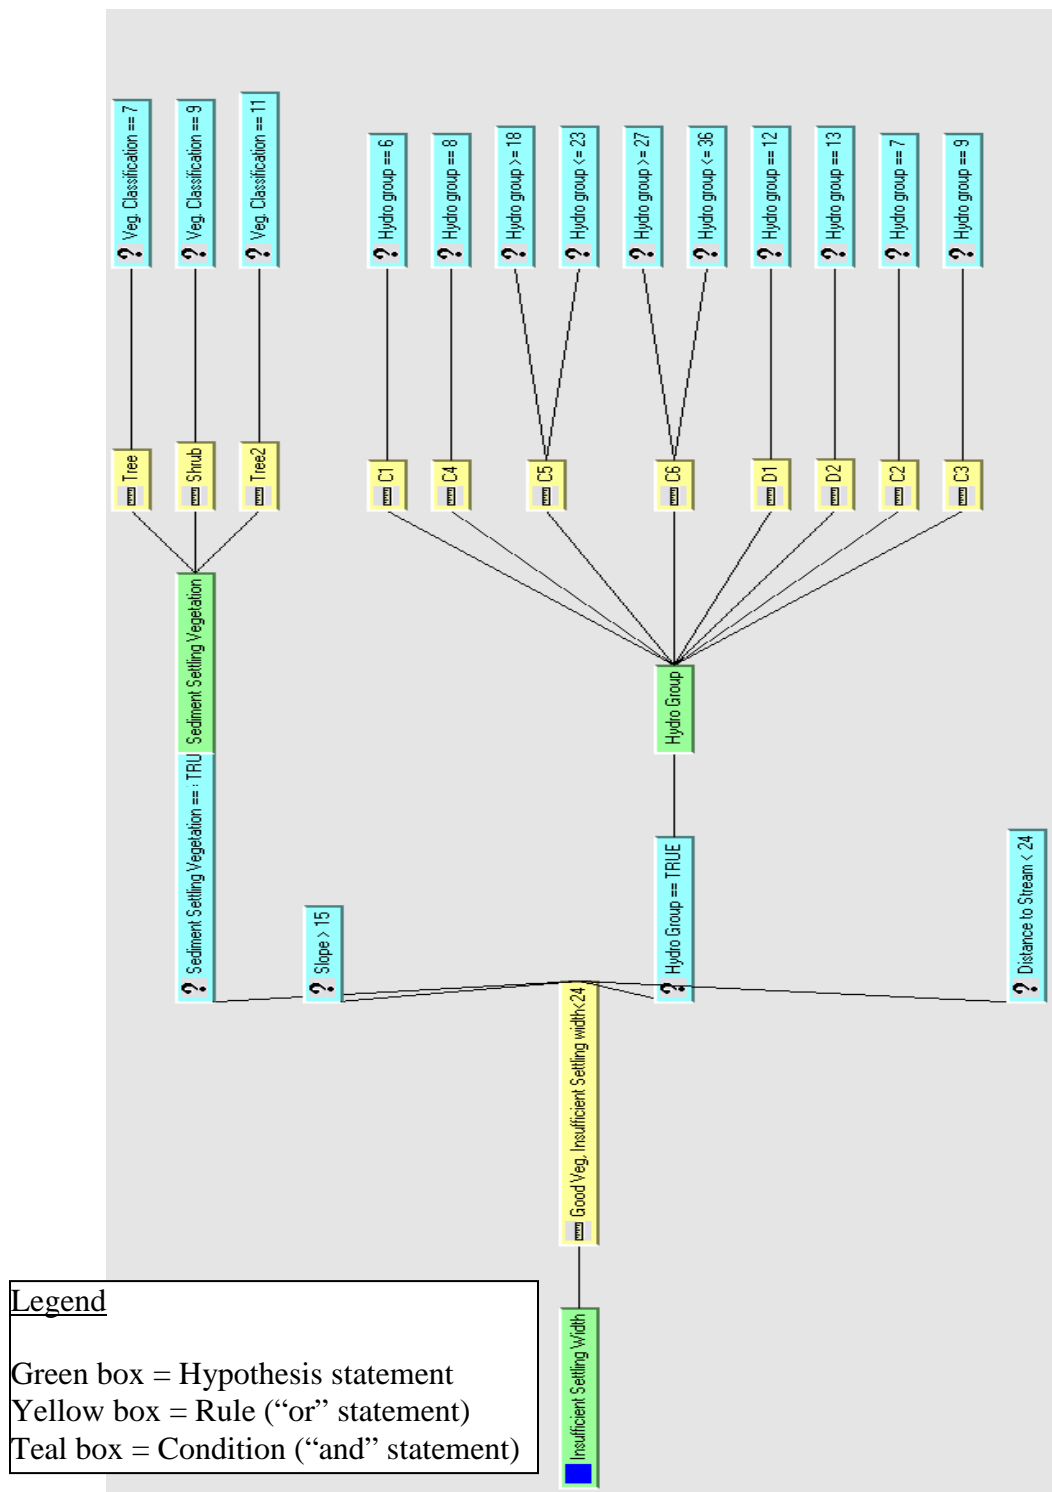 Veg. Classification == 7
Veg. Classification == 9
Veg. Classification == 11
Hydro group == 6
Hydro group == 8
Hydro group >= 18
Hydro group <= 23
Hydro group >= 27
Hydro group <= 36
Hydro group == 12
Hydro group == 13
Hydro group == 7
Hydro group == 9
Tree
Shrub
Tree2
C1
C4
C5
C6
D1
D2
C2
C3
Sediment Settling Vegetation
Hydro Group
? Sediment Settling Vegetation == : TRU
? Slope > 15
? Hydro Group == TRUE
? Distance to Stream < 24
Good Veg, Insufficient Settling width<24
Insufficient Settling Width
Legend
Green box = Hypothesis statement
Yellow box = Rule (“or” statement)
Teal box = Condition (“and” statement)